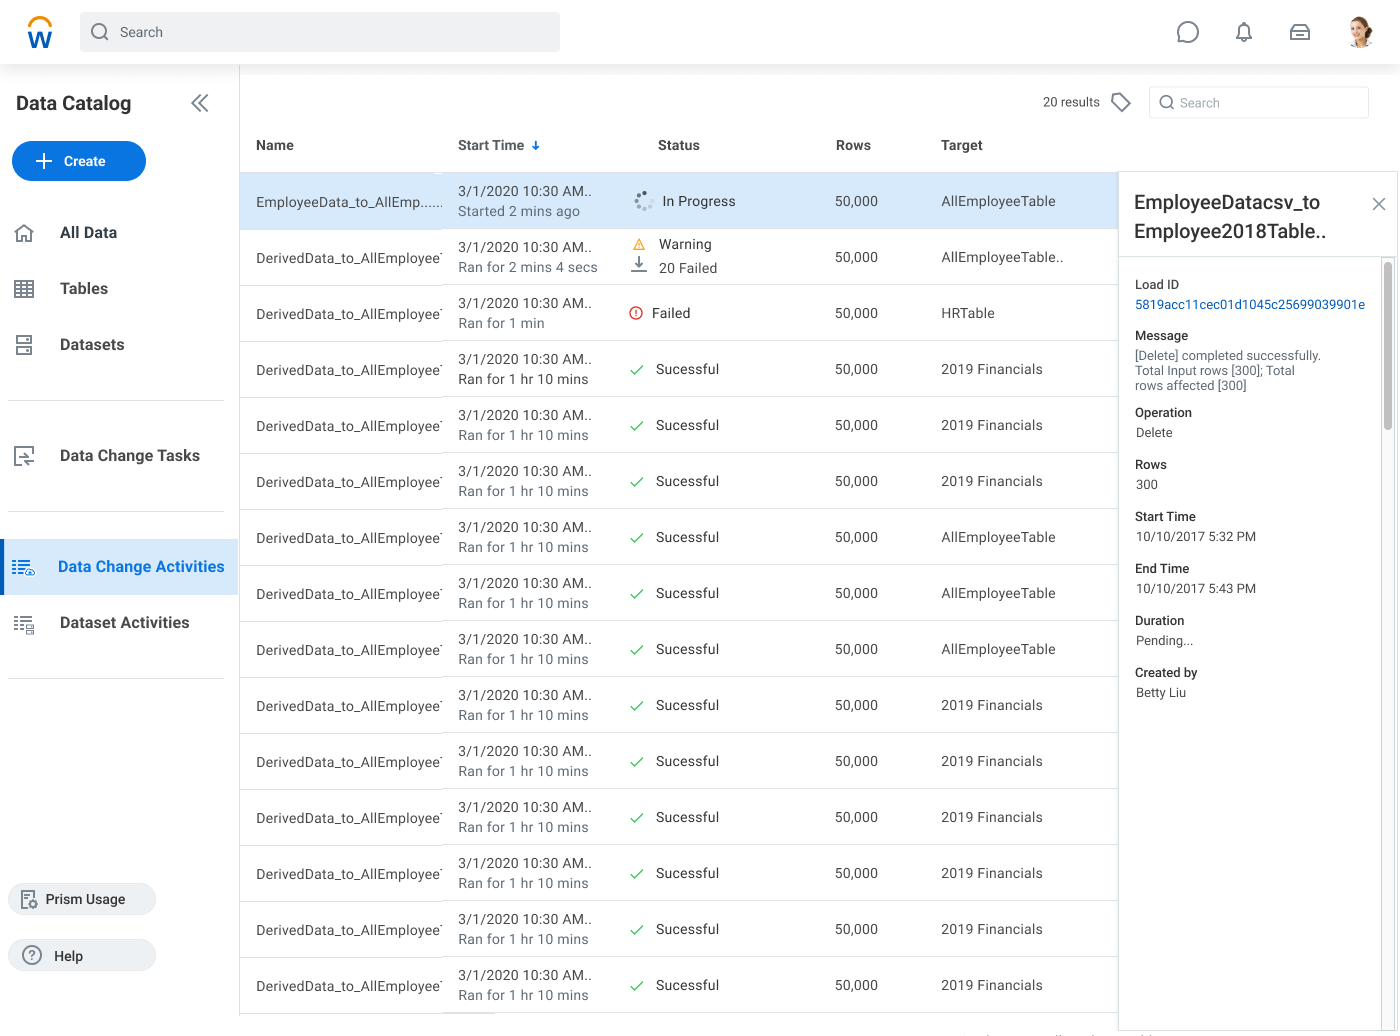 W
Search
Data Catalog
20 results
Search
Create
All Data
Tables
Datasets
Data Change Tasks
Data Change Activities
Dataset Activities
Prism Usage
Help
Name Start Time Status Rows Target
EmployeeData_to_AllEmp...... 3/1/2020 10:30 AM.. In Progress 50,000 AllEmployeeTable
Started 2 mins ago
DerivedData_to_AllEmployee 3/1/2020 10:30 AM.. Warning 50,000 AllEmployeeTable..
Ran for 2 mins 4 secs 20 Failed
DerivedData_to_AllEmployee 3/1/2020 10:30 AM.. Failed 50,000 HRTable
Ran for 1 min
DerivedData_to_AllEmployee 3/1/2020 10:30 AM.. Sucessful 50,000 2019 Financials
Ran for 1 hr 10 mins
DerivedData_to_AllEmployee 3/1/2020 10:30 AM.. Sucessful 50,000 2019 Financials
Ran for 1 hr 10 mins
DerivedData_to_AllEmployee 3/1/2020 10:30 AM.. Sucessful 50,000 2019 Financials
Ran for 1 hr 10 mins
DerivedData_to_AllEmployee 3/1/2020 10:30 AM.. Sucessful 50,000 AllEmployeeTable
Ran for 1 hr 10 mins
DerivedData_to_AllEmployee 3/1/2020 10:30 AM.. Sucessful 50,000 AllEmployeeTable
Ran for 1 hr 10 mins
DerivedData_to_AllEmployee 3/1/2020 10:30 AM.. Sucessful 50,000 AllEmployeeTable
Ran for 1 hr 10 mins
DerivedData_to_AllEmployee 3/1/2020 10:30 AM.. Sucessful 50,000 2019 Financials
Ran for 1 hr 10 mins
DerivedData_to_AllEmployee 3/1/2020 10:30 AM.. Sucessful 50,000 2019 Financials
Ran for 1 hr 10 mins
DerivedData_to_AllEmployee 3/1/2020 10:30 AM.. Sucessful 50,000 2019 Financials
Ran for 1 hr 10 mins
DerivedData_to_AllEmployee 3/1/2020 10:30 AM.. Sucessful 50,000 2019 Financials
Ran for 1 hr 10 mins
DerivedData_to_AllEmployee 3/1/2020 10:30 AM.. Sucessful 50,000 2019 Financials
Ran for 1 hr 10 mins
DerivedData_to_AllEmployee 3/1/2020 10:30 AM.. Sucessful 50,000 2019 Financials
Ran for 1 hr 10 mins
EmployeeDatacsv_to
Employee2018Table..
Load ID
5819acc11cec01d1045c25699039901e
Message
[Delete] completed successfully.
Total Input rows [300]; Total
rows affected [300]
Operation
Delete
Rows
300
Start Time
10/10/2017 5:32 PM
End Time
10/10/2017 5:43 PM
Duration
Pending...
Created by
Betty Liu